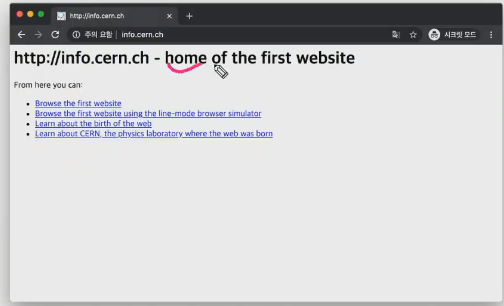 http://info.cern.ch
주의 요함 info.cern.ch 시크릿 모드
http://info.cern.ch - home of the first website
From here you can:
Browse the first website
Browse the first website using the line-mode browser simulator
Learn about the birth of the web
Learn about CERN, the physics laboratory where the web was born